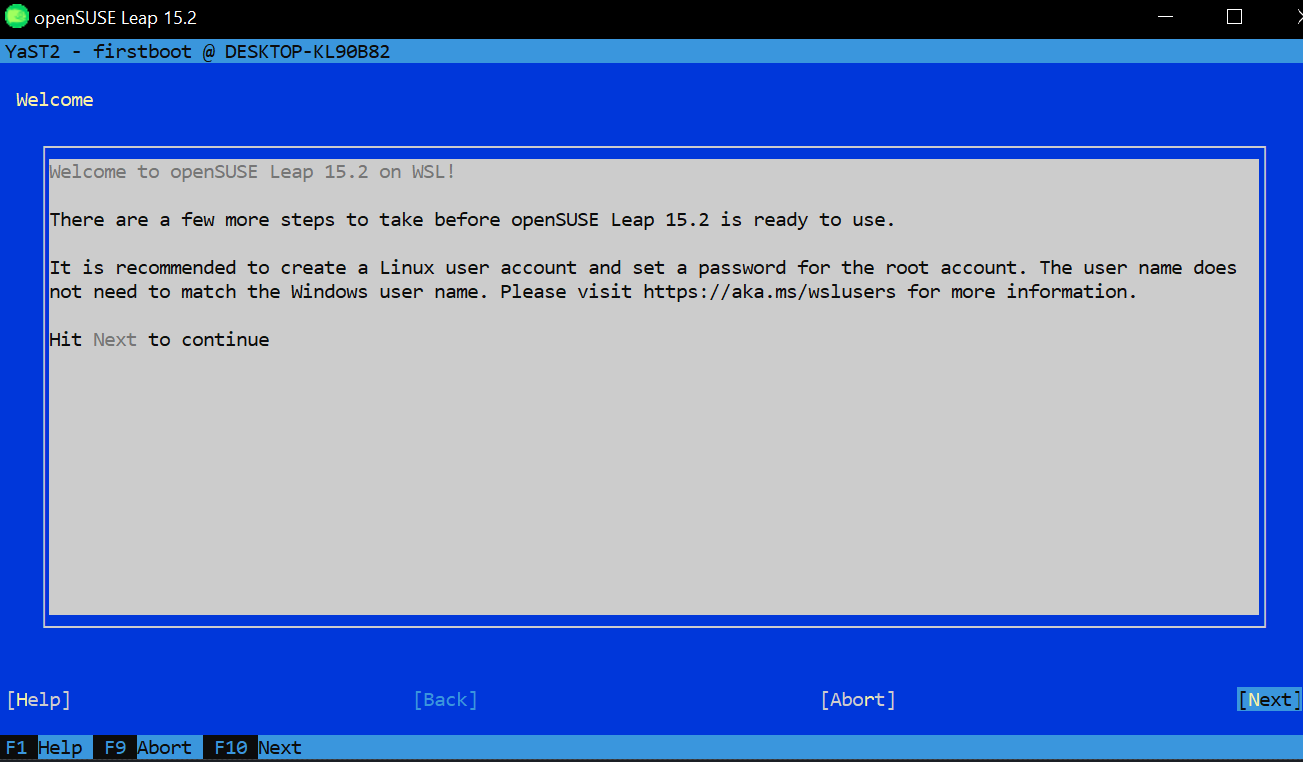 openSUSE Leap 15.2
YaST2 - firstboot @ DESKTOP-KL90B82
Welcome
Welcome to openSUSE Leap 15.2 on WSL!
There are a few more steps to take before openSUSE Leap 15.2 is ready to use.
It is recommended to create a Linux user account and set a password for the root account. The user name does
not need to match the Windows user name. Please visit https://aka.ms/wslusers for more information.
Hit Next to continue
[Help] [Back] [Abort] [Next]
F1 Help F9 Abort F10 Next